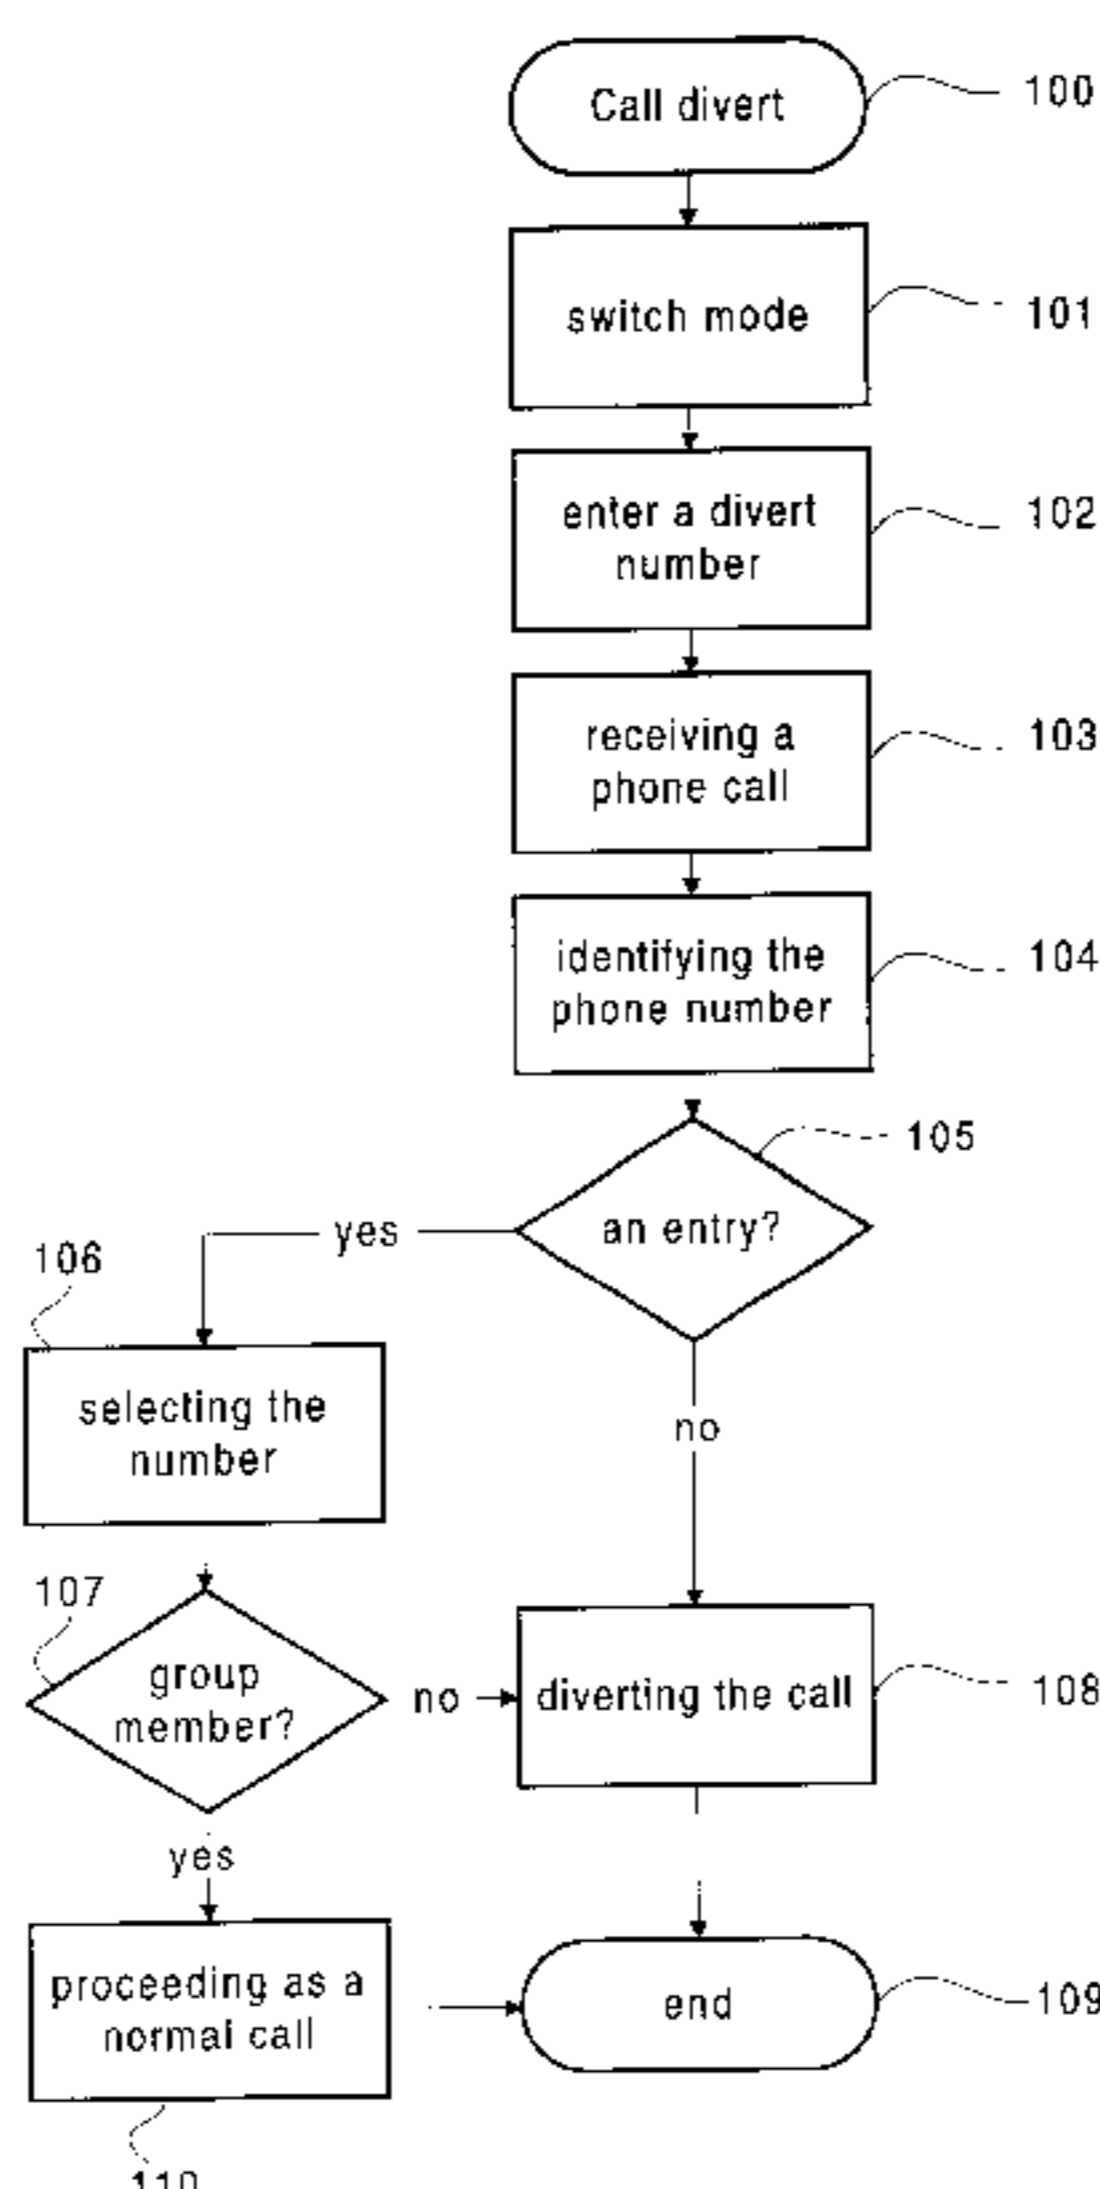 Call divert
100
switch mode
101
enter a divert
number
102
receiving a
phone call
103
identifying the
phone number
104
105
an entry?
yes
106
selecting the
number
no
107
group
member?
no
diverting the call
108
yes
proceeding as a
normal call
end
109
110